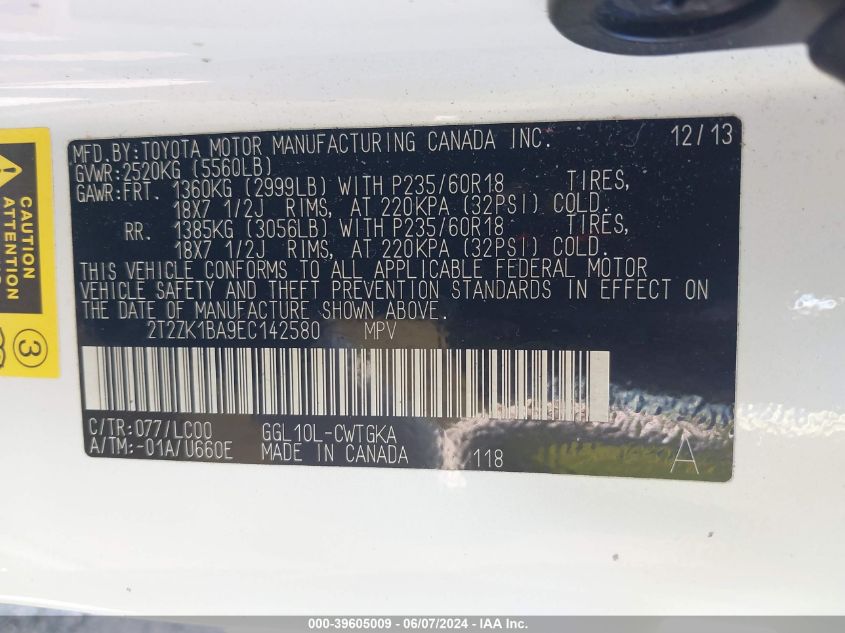 MFD.BY:TOYOTA MOTOR MANUFACTURING CANADA INC. 12/13
GVWR:2520KG (5560LB)
GAWR:FRT. 1360KG (2999LB) WITH P235/60R18 TIRES,
18X7 1/2J RIMS, AT 220KPA (32PSI) COLD.
RR. 1385KG (3056LB) WITH P235/60R18 TIRES,
18X7 1/2J RIMS, AT 220KPA (32PSI) COLD.
THIS VEHICLE CONFORMS TO ALL APPLICABLE FEDERAL MOTOR
VEHICLE SAFETY AND THEFT PREVENTION STANDARDS IN EFFECT ON
THE DATE OF MANUFACTURE SHOWN ABOVE.
2T2ZK1BA9EC142580 MPV
C/TR:077/LC00 GGL10L-CWTGKA
A/TM:-01A/U660E MADE IN CANADA 118 A
CAUTION
ATTENTION
3
000-39605009 - 06/07/2024 - IAA Inc.